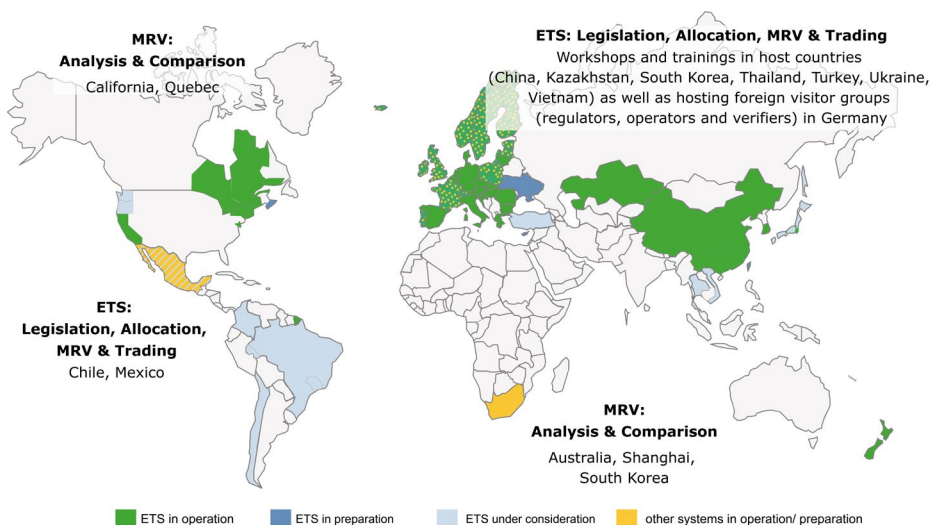 MRV:
Analysis & Comparison
California, Quebec
ETS: Legislation, Allocation, MRV & Trading
Workshops and trainings in host countries
(China, Kazakhstan, South Korea, Thailand, Turkey, Ukraine,
Vietnam) as well as hosting foreign visitor groups
(regulators, operators and verifiers) in Germany
ETS:
Legislation, Allocation,
MRV & Trading
Chile, Mexico
MRV:
Analysis & Comparison
Australia, Shanghai,
South Korea
ETS in operation
ETS in preparation
ETS under consideration
other systems in operation/ preparation